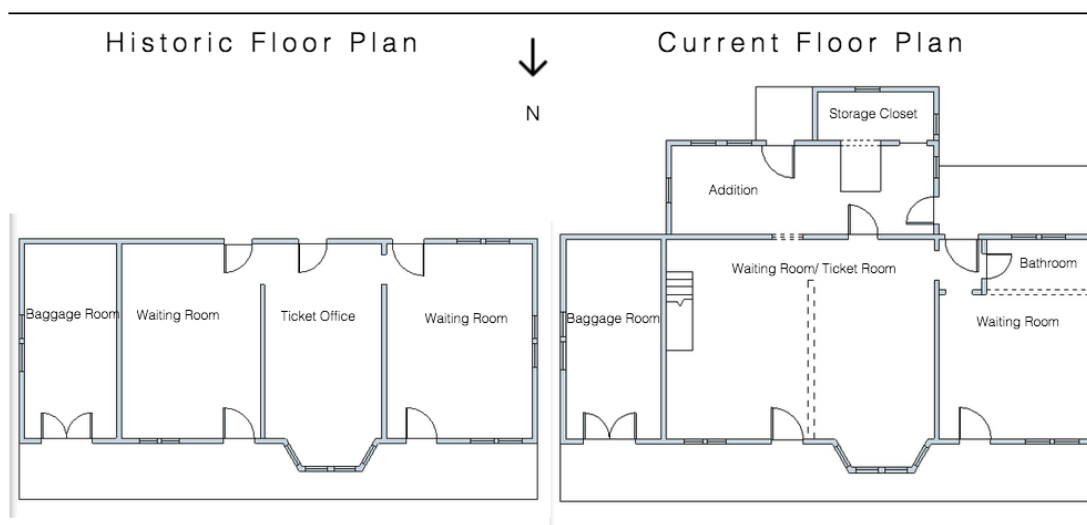 Historic Floor Plan
Current Floor Plan
N
Storage Closet
Addition
Waiting Room/ Ticket Room
Bathroom
Baggage Room
Waiting Room
Ticket Office
Waiting Room
Baggage Room
Waiting Room